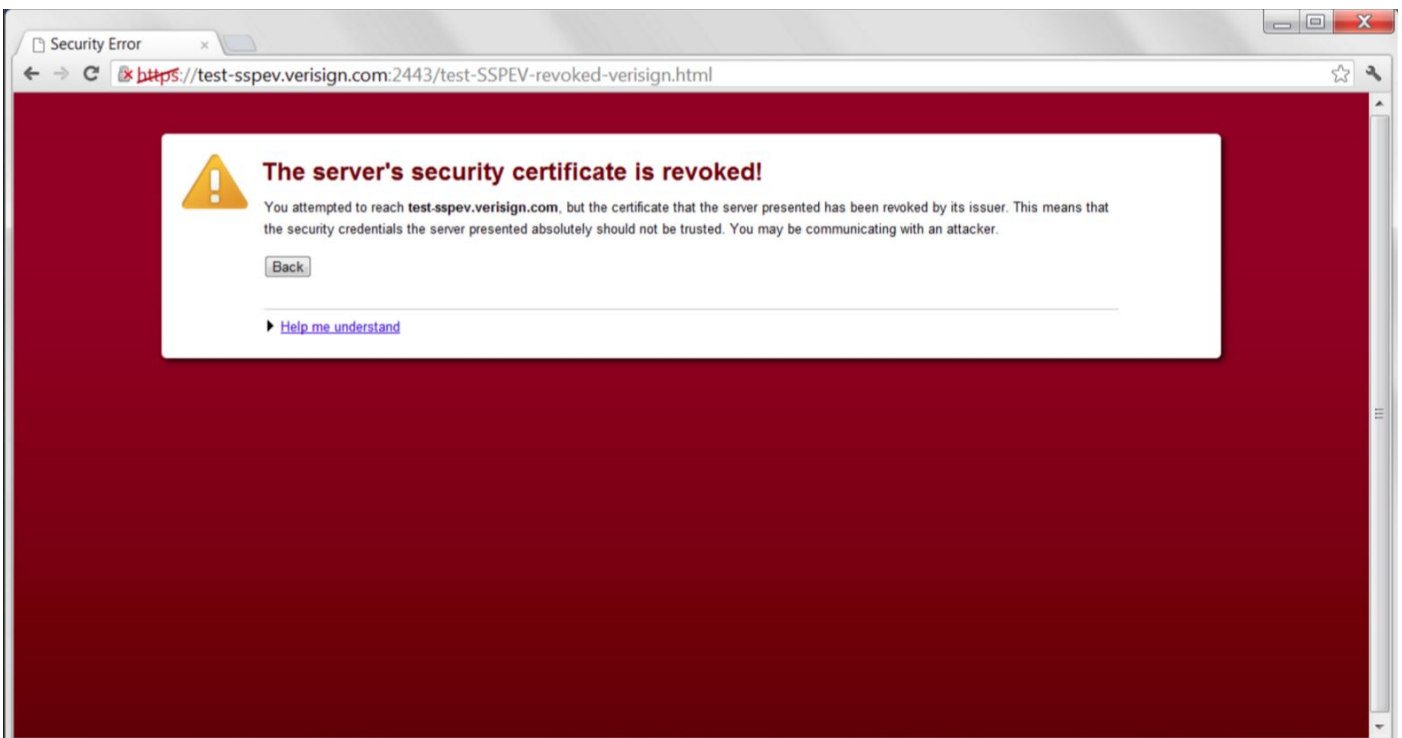 Security Error
https://test-sspev.verisign.com:2443/test-SSPEV-revoked-verisign.html
The server's security certificate is revoked!
You attempted to reach test-sspev.verisign.com, but the certificate that the server presented has been revoked by its issuer. This means that
the security credentials the server presented absolutely should not be trusted. You may be communicating with an attacker.
Back
Help me understand